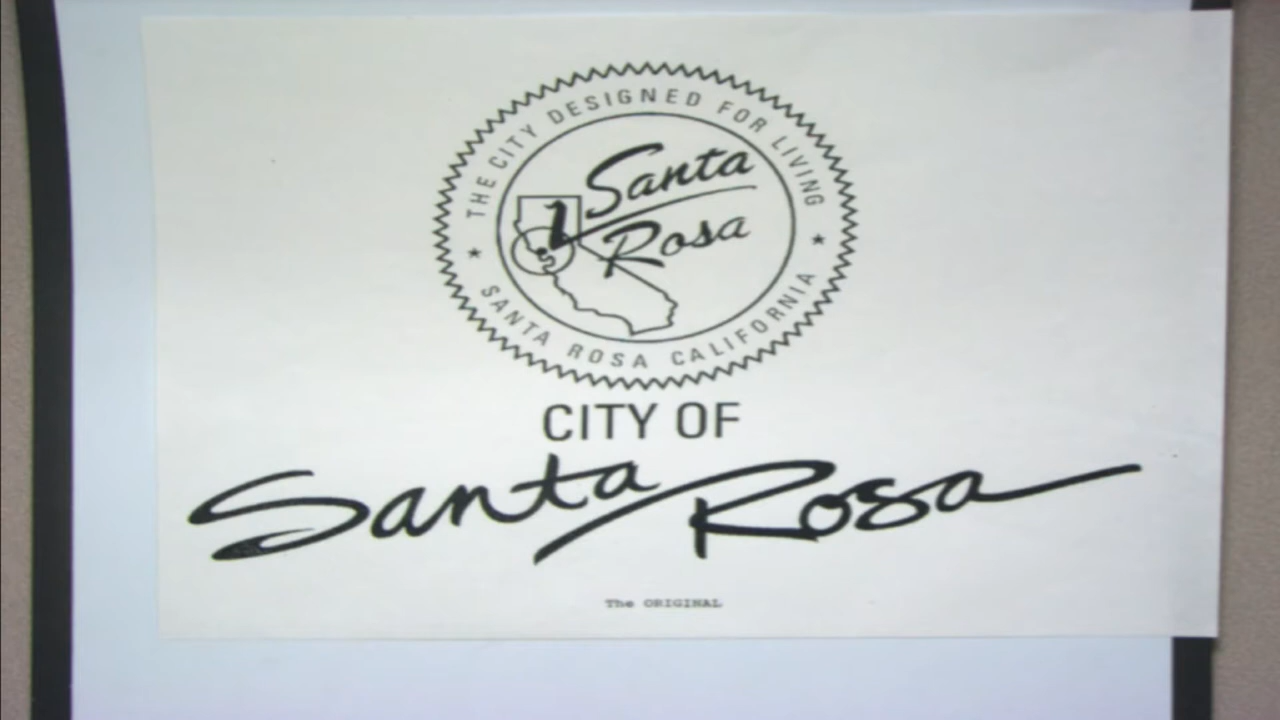 THE CITY DESIGNED FOR LIVING
Santa
Rosa
★ SANTA ROSA CALIFORNIA ★
CITY OF
Santa Rosa
The ORIGINAL